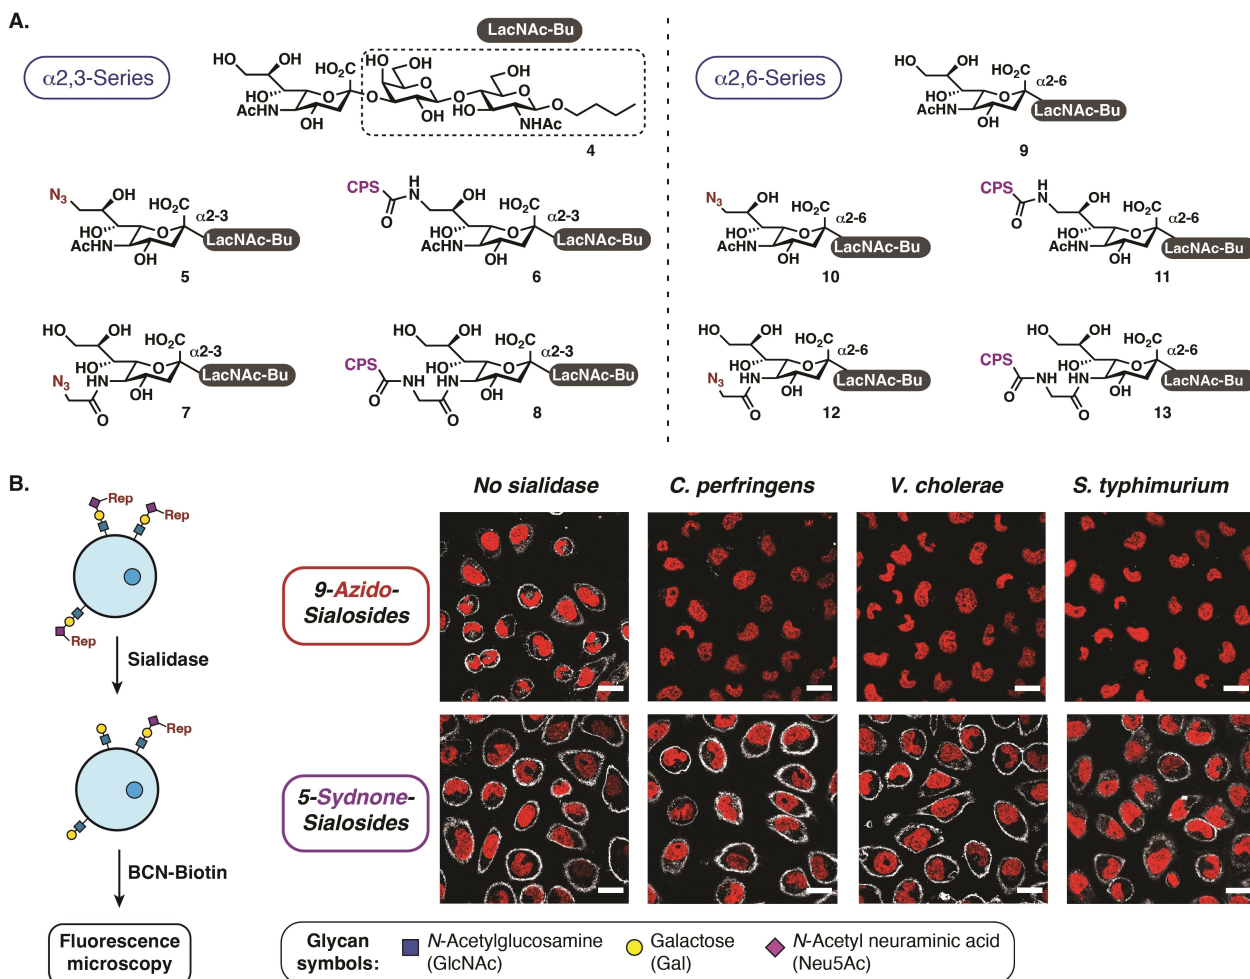 A.
α2,3-Series
LacNAc-Bu
HO
OH
HO₂C
HO
OH
HO
AcHN
O
O
OH
O
O
OH
O
OH
HO
O
O
NHAc
4
α2,6-Series
HO
OH
HO₂C
α2-6
HO
O
AcHN
OH
LacNAc-Bu
9
N₃
OH
HO₂C
α2-3
HO
O
AcHN
OH
LacNAc-Bu
5
CPS
H
N
O
OH
HO₂C
α2-3
HO
O
AcHN
OH
LacNAc-Bu
6
N₃
OH
HO₂C
α2-6
HO
O
AcHN
OH
LacNAc-Bu
10
CPS
H
N
O
OH
HO₂C
α2-6
HO
O
AcHN
OH
LacNAc-Bu
11
HO
OH
HO₂C
α2-3
HO
O
N₃
HN
OH
O
LacNAc-Bu
7
HO
OH
HO₂C
α2-3
CPS
HO
O
NH
HN
OH
O
O
LacNAc-Bu
8
HO
OH
HO₂C
α2-6
HO
O
N₃
HN
OH
O
LacNAc-Bu
12
HO
OH
HO₂C
α2-6
CPS
HO
O
NH
HN
OH
O
O
LacNAc-Bu
13
B.
Rep
Rep
Rep
Sialidase
Rep
BCN-Biotin
Fluorescence
microscopy
No sialidase
C. perfringens
V. cholerae
S. typhimurium
9-Azido-
Sialosides
5-Sydnone-
Sialosides
Glycan
symbols:
N-Acetylglucosamine
(GlcNAc)
Galactose
(Gal)
N-Acetyl neuraminic acid
(Neu5Ac)